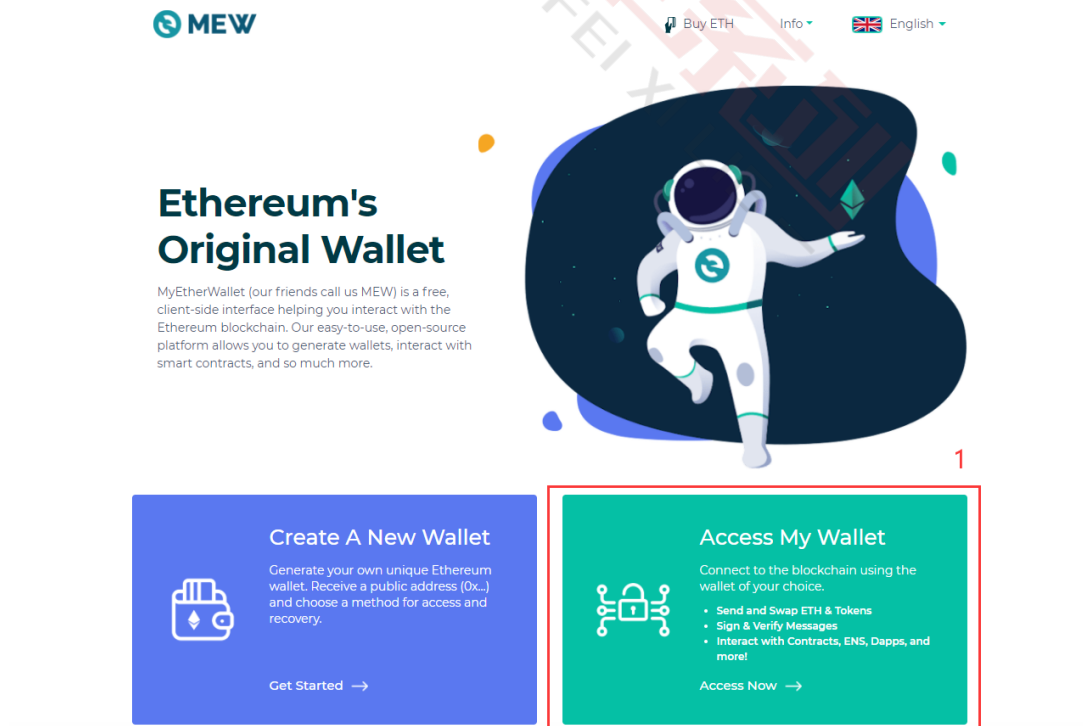 MEW
Buy ETH
Info
English
Ethereum's
Original Wallet
MyEtherWallet (our friends call us MEW) is a free,
client-side interface helping you interact with the
Ethereum blockchain. Our easy-to-use, open-source
platform allows you to generate wallets, interact with
smart contracts, and so much more.
1
Create A New Wallet
Generate your own unique Ethereum
wallet. Receive a public address (0x...)
and choose a method for access and
recovery.
Get Started
Access My Wallet
Connect to the blockchain using the
wallet of your choice.
• Send and Swap ETH & Tokens
• Sign & Verify Messages
• Interact with Contracts, ENS, Dapps, and
more!
Access Now